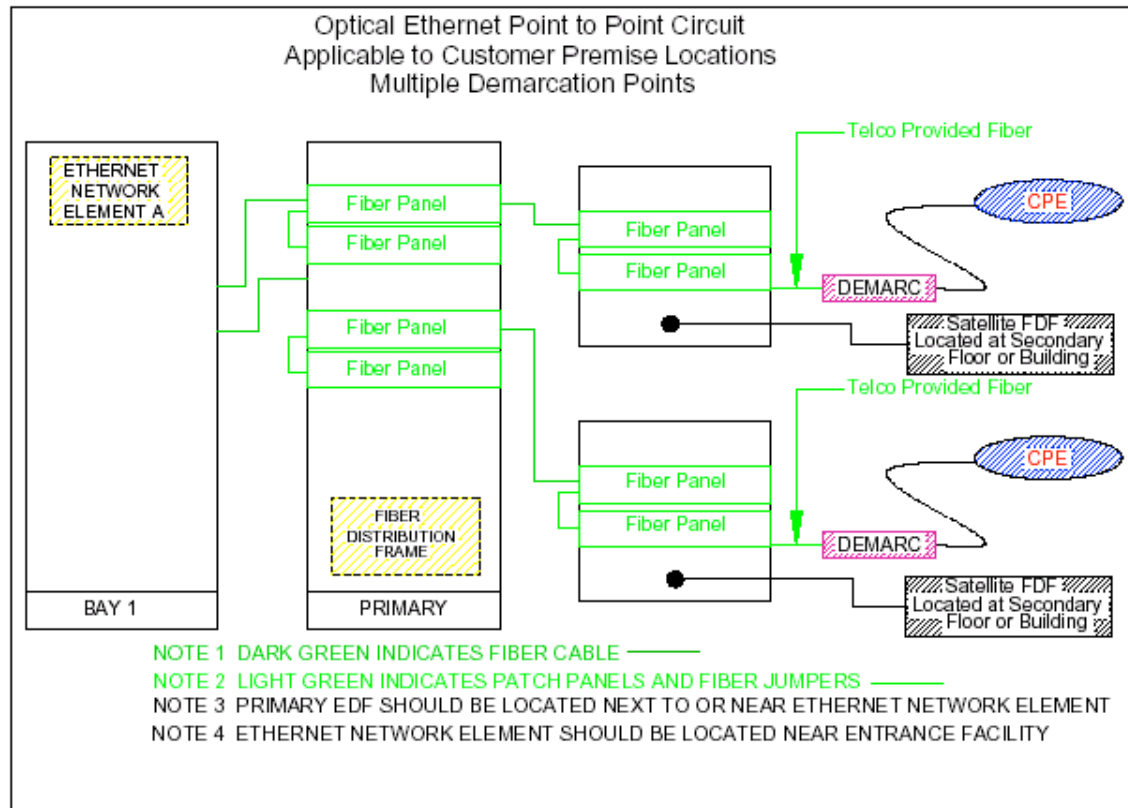 Optical Ethernet Point to Point Circuit
Applicable to Customer Premise Locations
Multiple Demarcation Points
ETHERNET
NETWORK
ELEMENT A
BAY 1
Fiber Panel
Fiber Panel
Fiber Panel
Fiber Panel
FIBER
DISTRIBUTION
FRAME
PRIMARY
Fiber Panel
Fiber Panel
Telco Provided Fiber
CPE
DEMARC
Satellite FDF
Located at Secondary
Floor or Building
Fiber Panel
Fiber Panel
Telco Provided Fiber
CPE
DEMARC
Satellite FDF
Located at Secondary
Floor or Building
NOTE 1 DARK GREEN INDICATES FIBER CABLE
NOTE 2 LIGHT GREEN INDICATES PATCH PANELS AND FIBER JUMPERS
NOTE 3 PRIMARY EDF SHOULD BE LOCATED NEXT TO OR NEAR ETHERNET NETWORK ELEMENT
NOTE 4 ETHERNET NETWORK ELEMENT SHOULD BE LOCATED NEAR ENTRANCE FACILITY